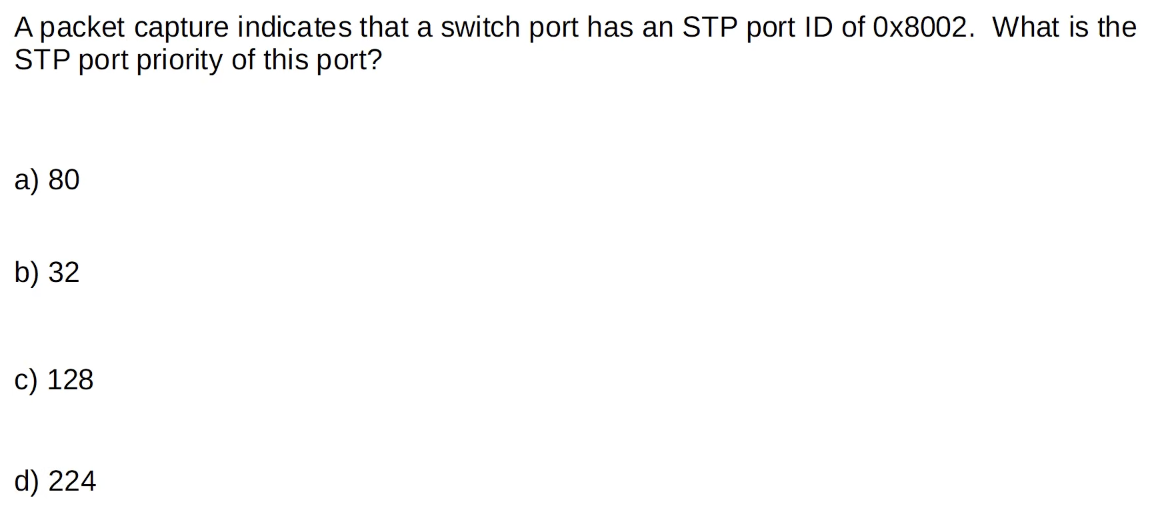 A packet capture indicates that a switch port has an STP port ID of 0x8002.  What is the
STP port priority of this port?
a) 80
b) 32
c) 128
d) 224